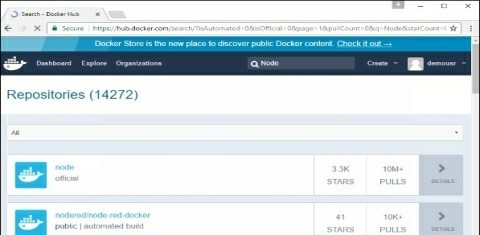 Search - Docker Hub
Secure https://hub.docker.com/search/?isAutomated=0&isOfficial=0&page=1&pullCount=0&q=Node&starCount=
Docker Store is the new place to discover public Docker content. Check it out →
Dashboard Explore Organizations Node Create demousr
Repositories (14272)
All
node
official
3.3K
STARS
10M+
PULLS
DETAILS
nodered/node-red-docker
public | automated build
41
STARS
10K+
PULLS
DETAILS